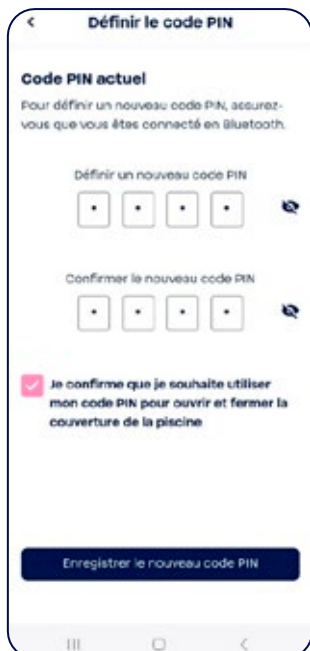 Définir le code PIN
Code PIN actuel
Pour définir un nouveau code PIN, assurez-
vous que vous êtes connecté en Bluetooth.
Définir un nouveau code PIN
Confirmer le nouveau code PIN
Je confirme que je souhaite utiliser
mon code PIN pour ouvrir et fermer la
couverture de la piscine
Enregistrer le nouveau code PIN